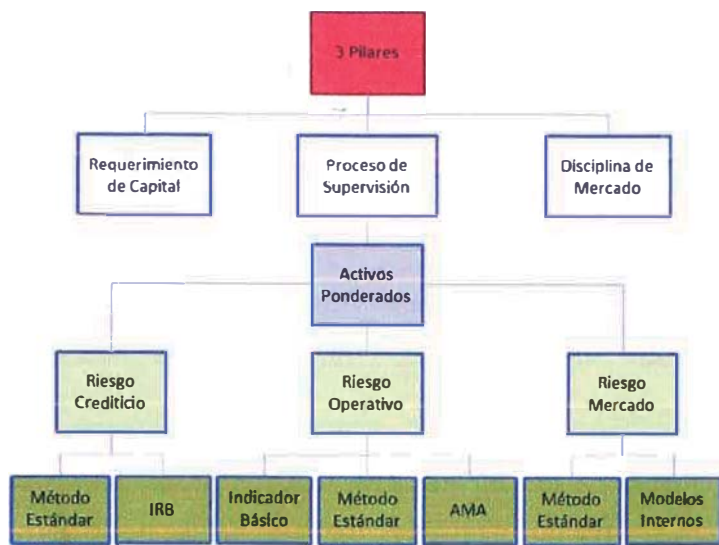 3 Pilares
Requerimiento
de Capital
Proceso de
Supervisión
Disciplina de
Mercado
Activos
Ponderados
Riesgo
Crediticio
Riesgo
Operativo
Riesgo
Mercado
Método
Estándar
IRB
Indicador
Básico
Método
Estándar
AMA
Método
Estándar
Modelos
Internos